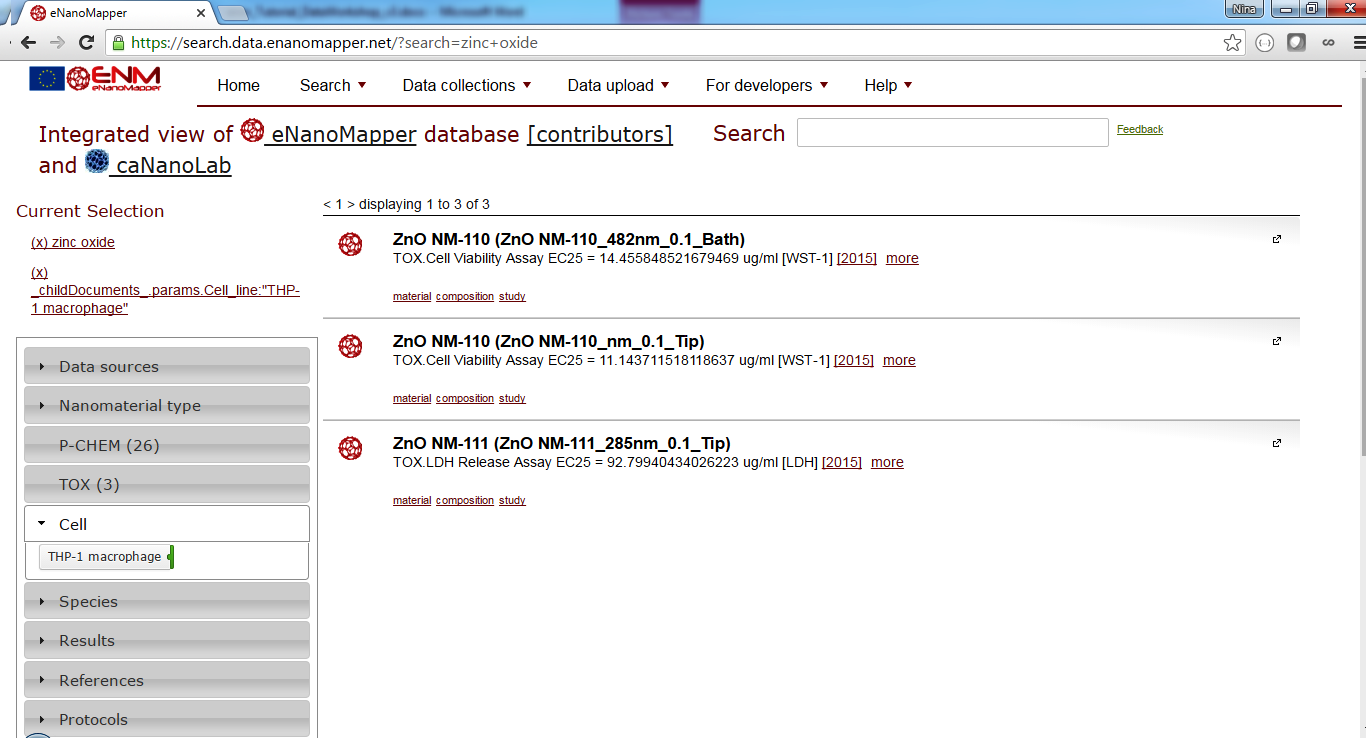 eNanoMapper
_Tutorial_DataWorkshop_v3.docx - Microsoft Word
Nina
https://search.data.enanomapper.net/?search=zinc+oxide
ENM
eNanoMapper
Home Search Data collections Data upload For developers Help
Integrated view of eNanoMapper database [contributors]
and caNanoLab
Search
Feedback
Current Selection
(x) zinc oxide
(x)
_childDocuments_.params.Cell_line:"THP-
1 macrophage"
Data sources
Nanomaterial type
P-CHEM (26)
TOX (3)
Cell
THP-1 macrophage
Species
Results
References
Protocols
< 1 > displaying 1 to 3 of 3
ZnO NM-110 (ZnO NM-110_482nm_0.1_Bath)
TOX.Cell Viability Assay EC25 = 14.455848521679469 ug/ml [WST-1] [2015] more
material composition study
ZnO NM-110 (ZnO NM-110_nm_0.1_Tip)
TOX.Cell Viability Assay EC25 = 11.143711518118637 ug/ml [WST-1] [2015] more
material composition study
ZnO NM-111 (ZnO NM-111_285nm_0.1_Tip)
TOX.LDH Release Assay EC25 = 92.79940434026223 ug/ml [LDH] [2015] more
material composition study